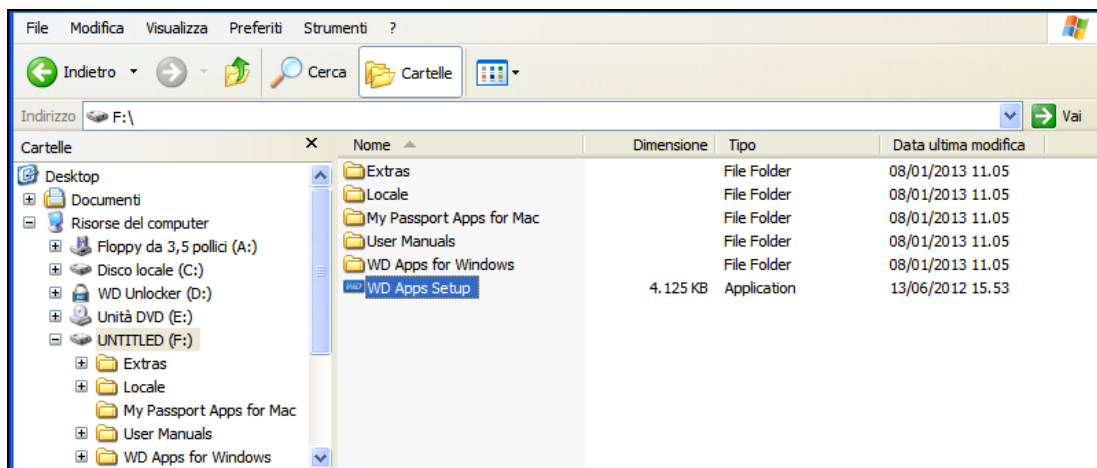 File Modifica Visualizza Preferiti Strumenti ?
Indietro Cerca Cartelle
Indirizzo F:\ Vai
Cartelle
Desktop
Documenti
Risorse del computer
Floppy da 3,5 pollici (A:)
Disco locale (C:)
WD Unlocker (D:)
Unità DVD (E:)
UNTITLED (F:)
Extras
Locale
My Passport Apps for Mac
User Manuals
WD Apps for Windows
Nome Dimensione Tipo Data ultima modifica
Extras File Folder 08/01/2013 11.05
Locale File Folder 08/01/2013 11.05
My Passport Apps for Mac File Folder 08/01/2013 11.05
User Manuals File Folder 08/01/2013 11.05
WD Apps for Windows File Folder 08/01/2013 11.05
WD WD Apps Setup 4.125 KB Application 13/06/2012 15.53